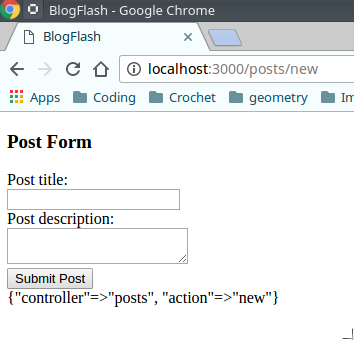 BlogFlash - Google Chrome
BlogFlash
localhost:3000/posts/new
Apps Coding Crochet geometry Im
Post Form
Post title:
Post description:
Submit Post
{"controller"=>"posts", "action"=>"new"}